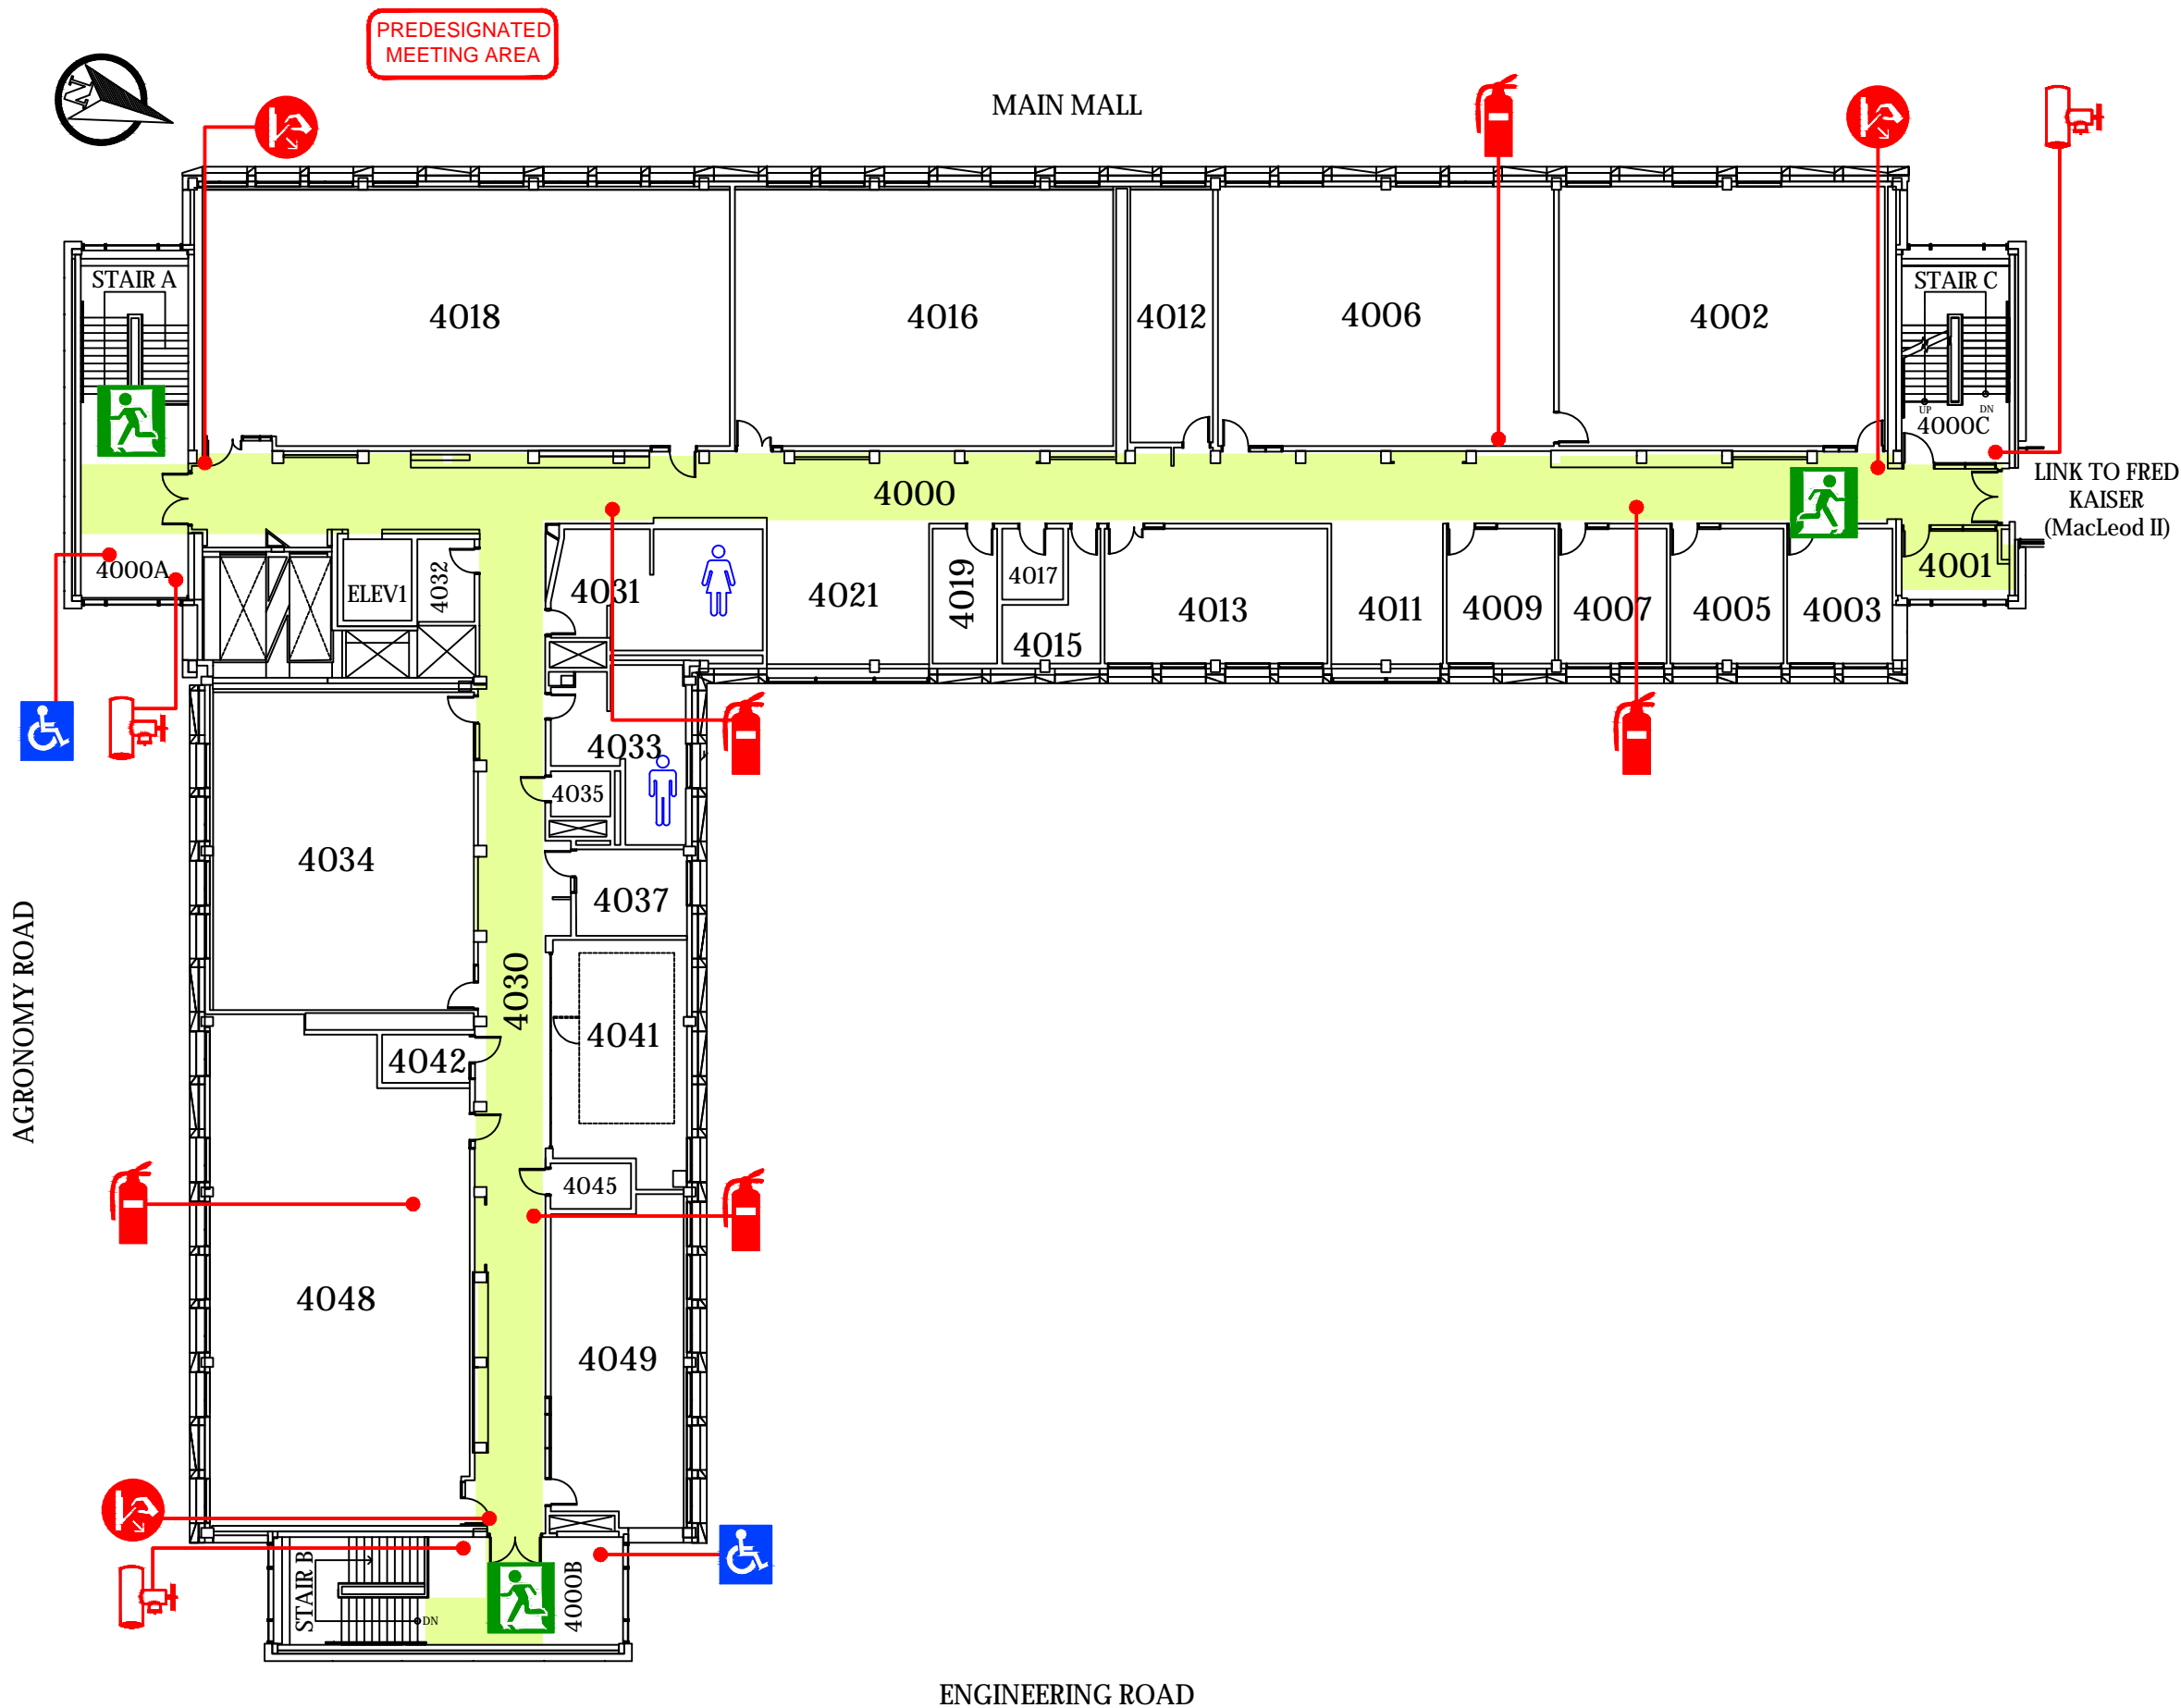 PREDESIGNATED
MEETING AREA
N
MAIN MALL
STAIR A
4018
4016
4012
4006
4002
STAIR C
UP
DN
4000C
LINK TO FRED
KAISER
(MacLeod II)
4000
4000A
ELEV1
4032
4031
4021
4019
4017
4015
4013
4011
4009
4007
4005
4003
4001
4033
4035
4034
4037
4030
4041
4042
AGRONOMY ROAD
4045
4048
4049
STAIR B
DN
4000B
ENGINEERING ROAD